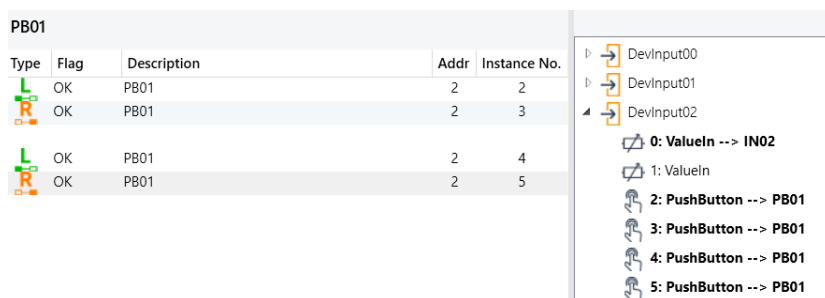 PB01
Type Flag Description Addr Instance No.
L OK PB01 2 2
R OK PB01 2 3
L OK PB01 2 4
R OK PB01 2 5
DevInput00
DevInput01
DevInput02
0: ValueIn --> IN02
1: ValueIn
2: PushButton --> PB01
3: PushButton --> PB01
4: PushButton --> PB01
5: PushButton --> PB01